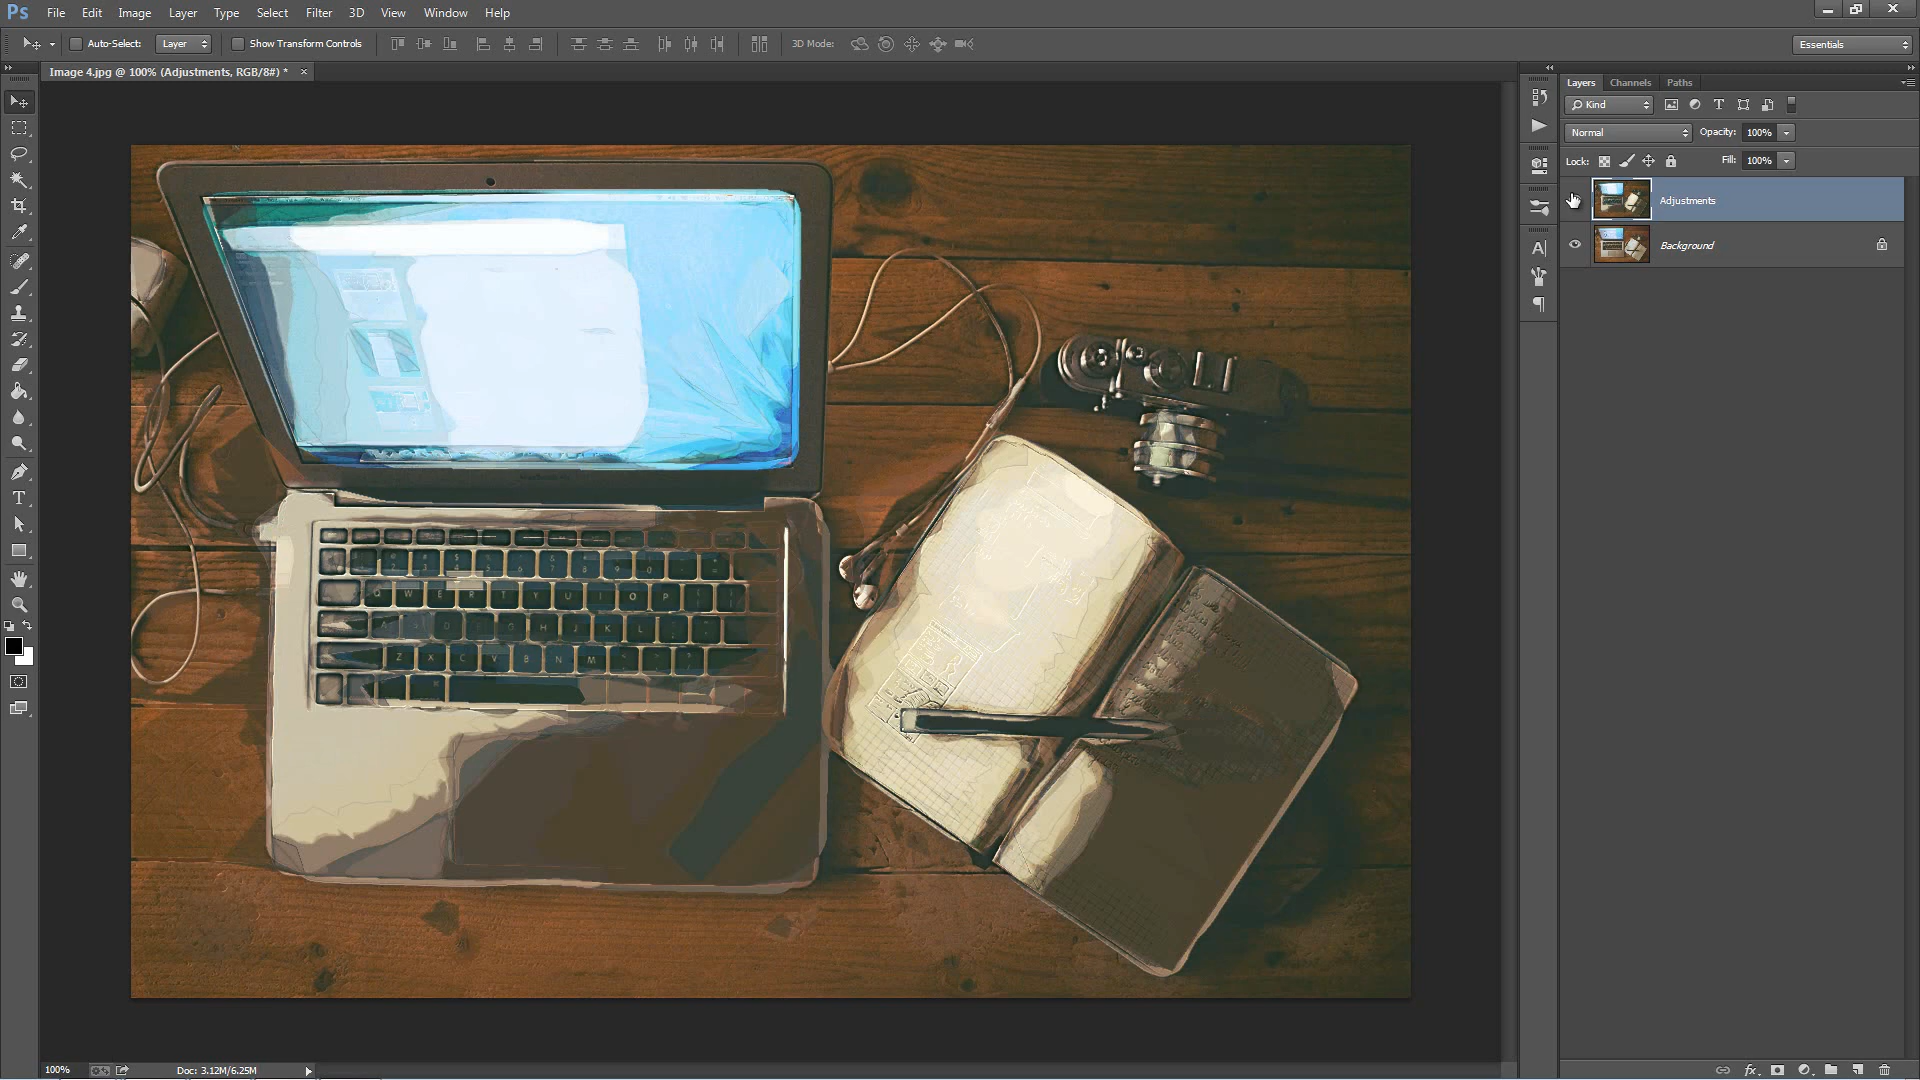 Ps File Edit Image Layer Type Select Filter 3D View Window Help
Auto-Select: Layer Show Transform Controls 3D Mode: Essentials
Image 4.jpg @ 100% (Adjustments, RGB/8#) * ×
Layers Channels Paths
Kind
Normal Opacity: 100%
Lock: Fill: 100%
Adjustments
Background
Q W E R T Y U I O P
A S D F G H J K L
Z X C V B N M
100% Doc: 3.12M/6.25M